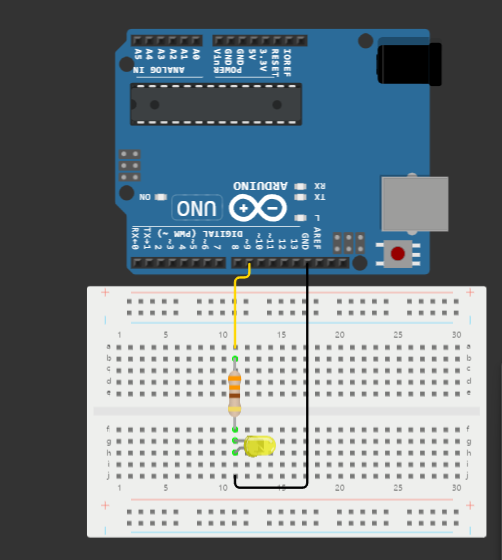 A5 A4 A3 A2 A1 A0
Vin GND GND 5V 3.3V RESET IOREF
ANALOG IN
POWER
ARDUINO
UNO
ON
RX
TX
L
DIGITAL (PWM ~)
RX←0 TX→1 2 ~3 4 ~5 ~6 7 8 ~9 ~10 ~11 12 13 GND AREF
+ +
1 5 10 15 20 25 30
a a
b b
c c
d d
e e
f f
g g
h h
i i
j j
1 5 10 15 20 25 30
+ +